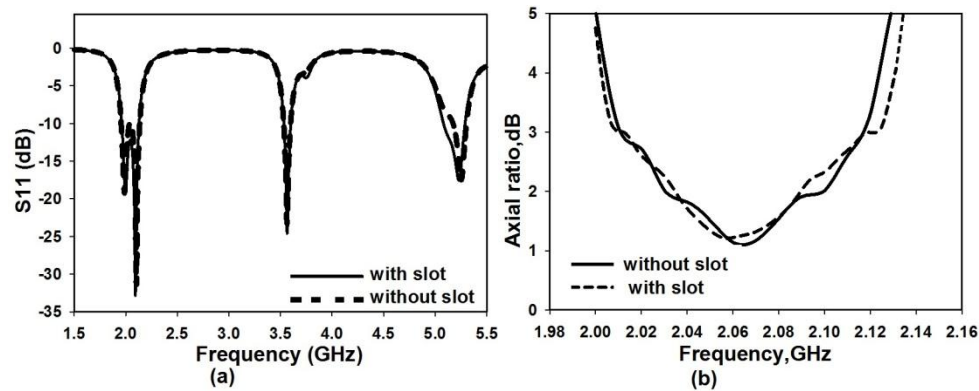 5
0
-5
-10
-15
-20
-25
-30
-35
S11 (dB)
with slot
without slot
1.5 2.0 2.5 3.0 3.5 4.0 4.5 5.0 5.5
Frequency (GHz)
(a)
5
4
3
2
1
0
Axial ratio,dB
without slot
with slot
1.98 2.00 2.02 2.04 2.06 2.08 2.10 2.12 2.14 2.16
Frequency,GHz
(b)